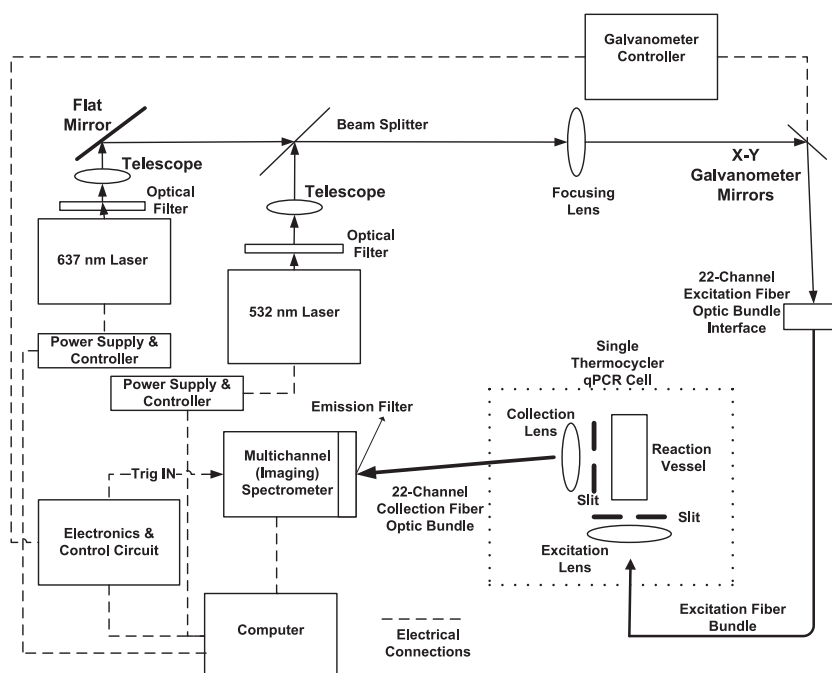 Galvanometer
Controller
Flat
Mirror
Beam Splitter
Telescope
Telescope
X-Y
Galvanometer
Mirrors
Optical
Filter
Focusing
Lens
Optical
Filter
637 nm Laser
532 nm Laser
22-Channel
Excitation Fiber
Optic Bundle
Interface
Power Supply &
Controller
Single
Thermocycler
qPCR Cell
Power Supply &
Controller
Emission Filter
Collection
Lens
Multichannel
(Imaging)
Spectrometer
Reaction
Vessel
Trig IN
22-Channel
Collection Fiber
Optic Bundle
Slit
Slit
Electronics &
Control Circuit
Excitation
Lens
Excitation Fiber
Bundle
Computer
Electrical
Connections